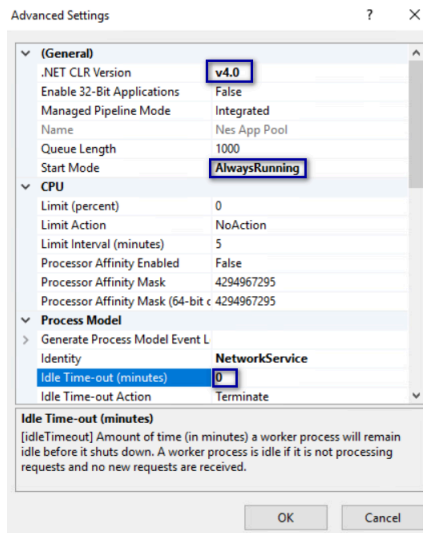 Advanced Settings ? ×
(General)
.NET CLR Version v4.0
Enable 32-Bit Applications False
Managed Pipeline Mode Integrated
Name Nes App Pool
Queue Length 1000
Start Mode AlwaysRunning
CPU
Limit (percent) 0
Limit Action NoAction
Limit Interval (minutes) 5
Processor Affinity Enabled False
Processor Affinity Mask 4294967295
Processor Affinity Mask (64-bit o 4294967295
Process Model
Generate Process Model Event L
Identity NetworkService
Idle Time-out (minutes) 0
Idle Time-out Action Terminate
Idle Time-out (minutes)
[idleTimeout] Amount of time (in minutes) a worker process will remain
idle before it shuts down. A worker process is idle if it is not processing
requests and no new requests are received.
OK Cancel